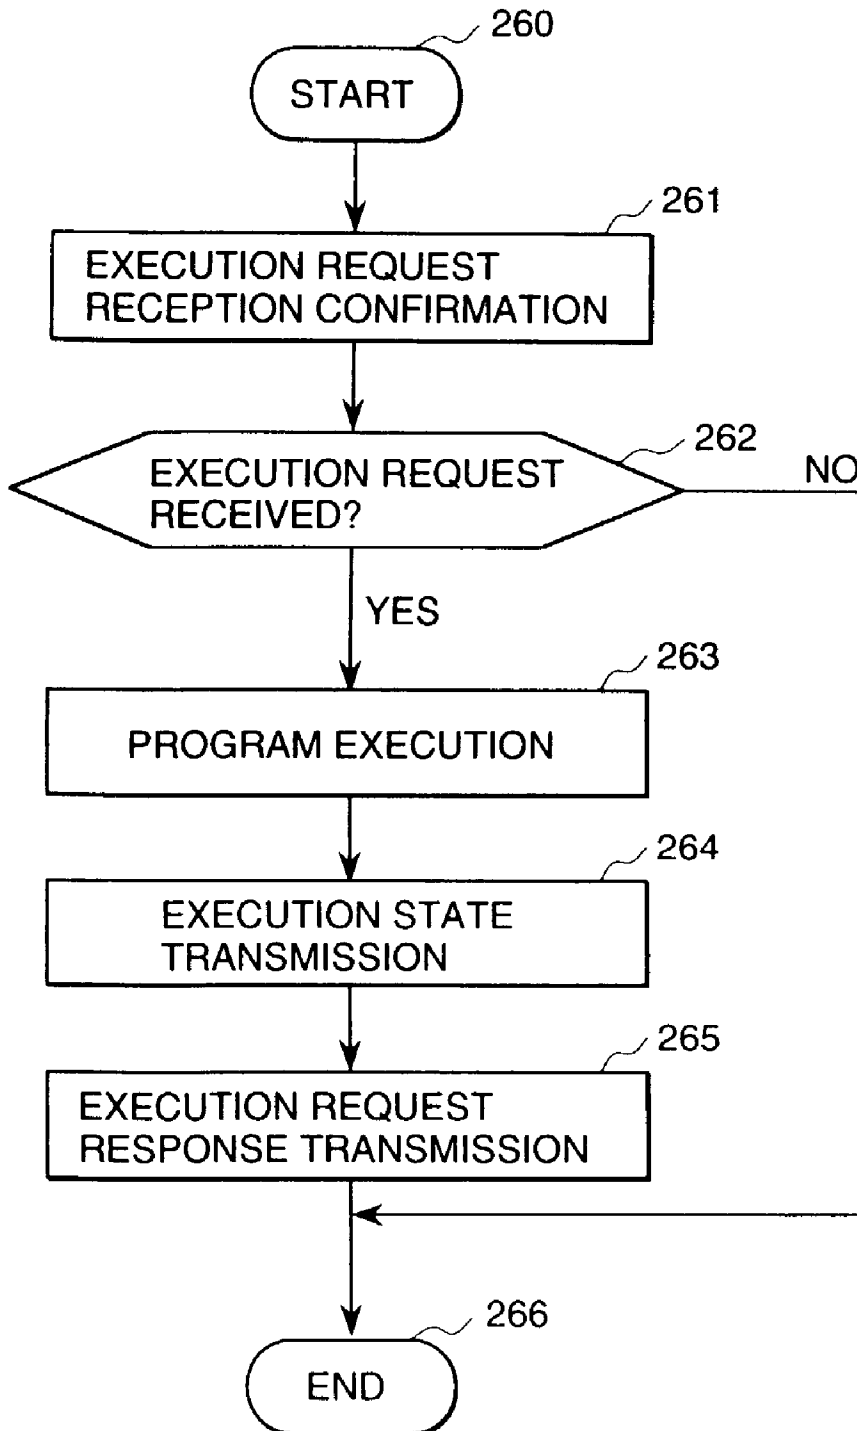 260
START
261
EXECUTION REQUEST
RECEPTION CONFIRMATION
262
NO
EXECUTION REQUEST
RECEIVED?
YES
263
PROGRAM EXECUTION
264
EXECUTION STATE
TRANSMISSION
265
EXECUTION REQUEST
RESPONSE TRANSMISSION
266
END